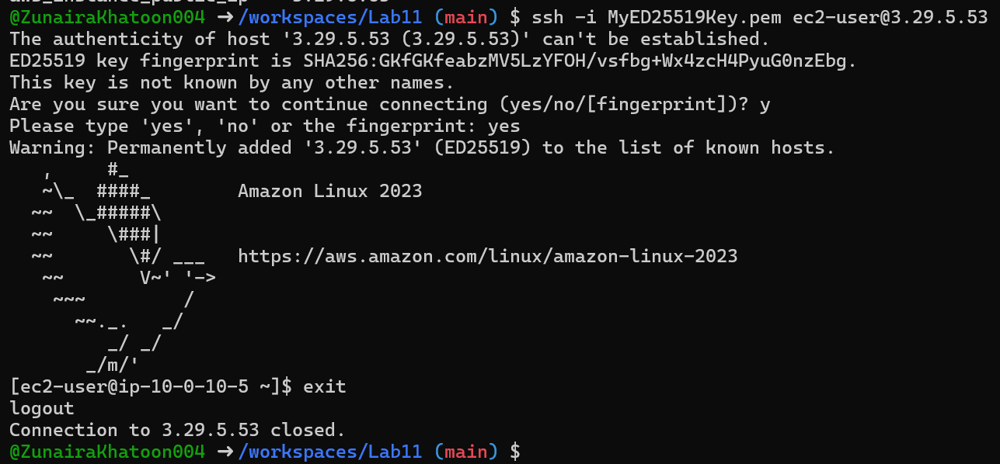 @ZunairaKhatoon004 ➜ /workspaces/Lab11 (main) $ ssh -i MyED25519Key.pem ec2-user@3.29.5.53
The authenticity of host '3.29.5.53 (3.29.5.53)' can't be established.
ED25519 key fingerprint is SHA256:GKfGKfeabzMV5LzYFOH/vsfbg+Wx4zcH4PyuG0nzEbg.
This key is not known by any other names.
Are you sure you want to continue connecting (yes/no/[fingerprint])? y
Please type 'yes', 'no' or the fingerprint: yes
Warning: Permanently added '3.29.5.53' (ED25519) to the list of known hosts.
   ,     #_
   ~\_  ####_        Amazon Linux 2023
  ~~  \_#####\
  ~~     \###|
  ~~       \#/ ___   https://aws.amazon.com/linux/amazon-linux-2023
   ~~       V~' '->
    ~~~         /
      ~~._.   _/
         _/ _/
       _/m/'
[ec2-user@ip-10-0-10-5 ~]$ exit
logout
Connection to 3.29.5.53 closed.
@ZunairaKhatoon004 ➜ /workspaces/Lab11 (main) $